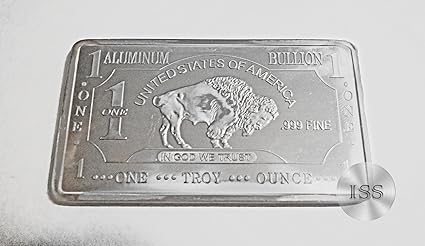 1 ALUMINUM BULLION 1
UNITED STATES OF AMERICA
·ONE·
1
ONE
.999 FINE
·ONE·
IN GOD WE TRUST
1 ···ONE ··· TROY ··· OUNCE··· 1
ISS